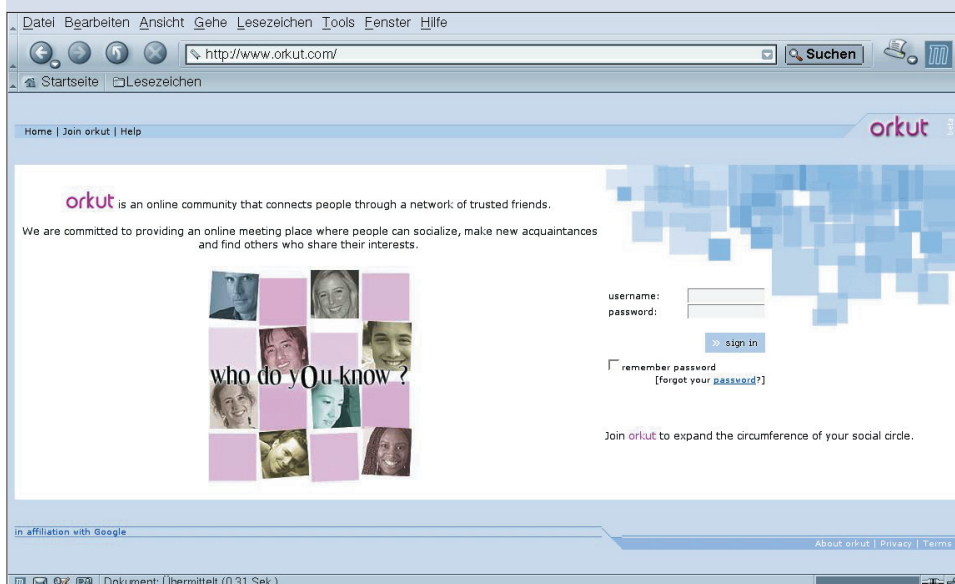 Datei Bearbeiten Ansicht Gehe Lesezeichen Tools Fenster Hilfe
http://www.orkut.com/ Suchen
Startseite Lesezeichen
Home | Join orkut | Help
orkut beta
orkut is an online community that connects people through a network of trusted friends.
We are committed to providing an online meeting place where people can socialize, make new acquaintances
and find others who share their interests.
who do yOu know ?
username:
password:
» sign in
remember password
[forgot your password?]
Join orkut to expand the circumference of your social circle.
in affiliation with Google
About orkut | Privacy | Terms
Dokument: Übermittelt (0.31 Sek.)